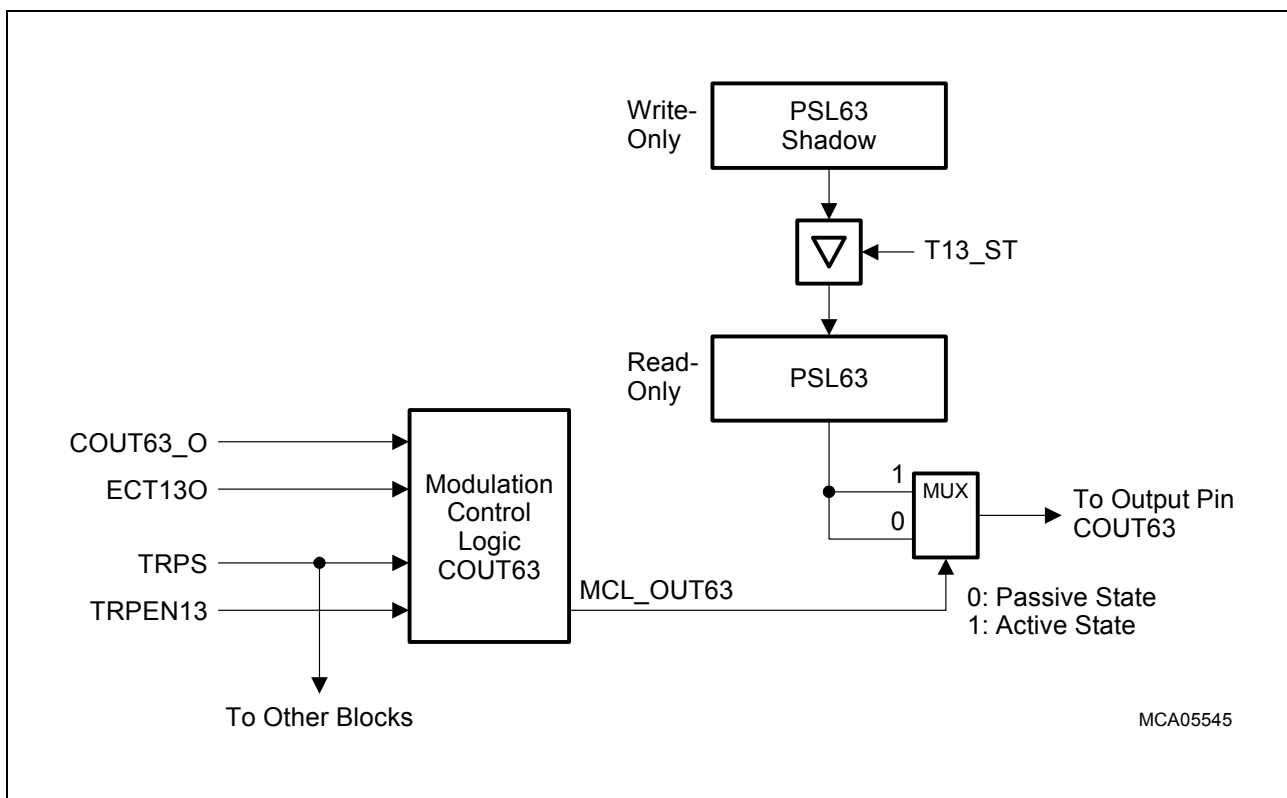 Write-
Only
PSL63
Shadow
T13_ST
Read-
Only
PSL63
COUT63_O
ECT13O
TRPS
TRPEN13
Modulation
Control
Logic
COUT63
MCL_OUT63
1
0
MUX
To Output Pin
COUT63
0: Passive State
1: Active State
To Other Blocks
MCA05545